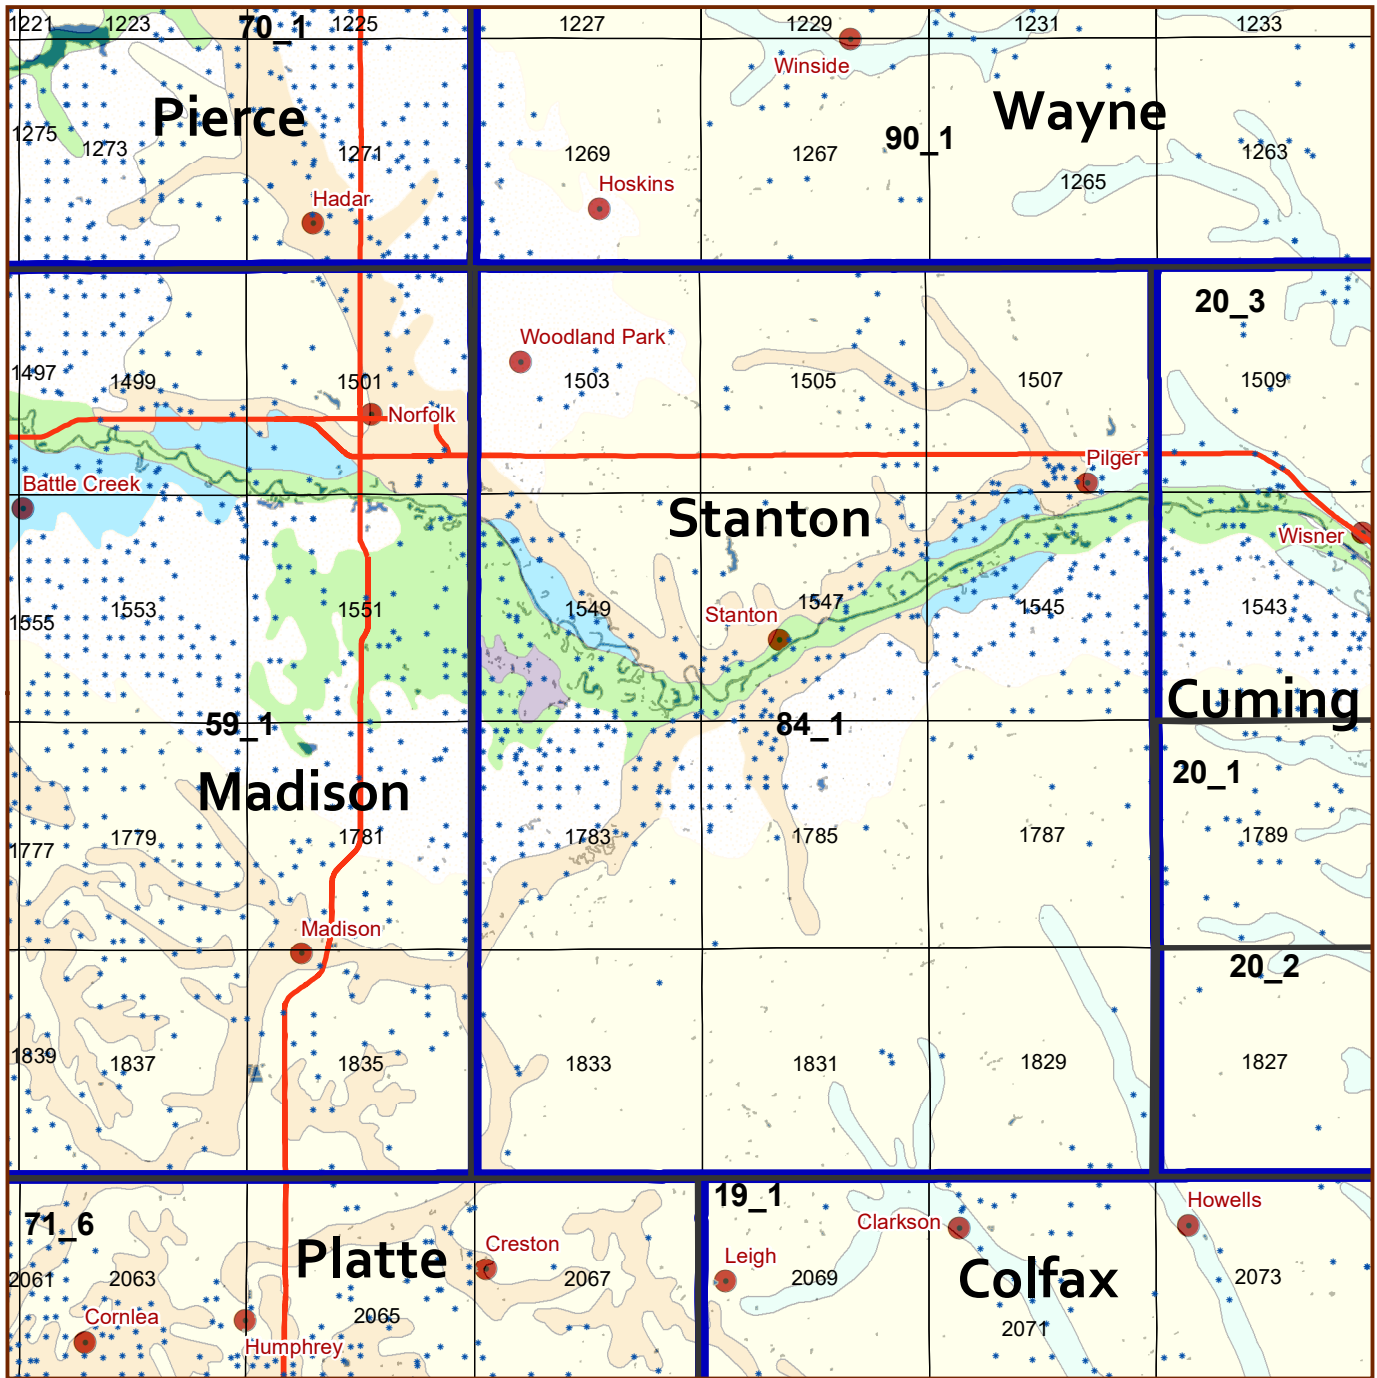 1221 1223 70_1 1225 1227 1229 1231 1233
Winside
Pierce Wayne
1275 1273 1271 1269 1267 90_1 1265 1263
Hadar Hoskins
20_3
Woodland Park
1497 1499 1501 1503 1505 1507 1509
Norfolk
Pilger
Battle Creek
Stanton
Wisner
1555 1553 1551 1549 1547 1545 1543
Stanton
Cuming
59_1 84_1
Madison
20_1
1777 1779 1781 1783 1785 1787 1789
Madison
20_2
1839 1837 1835 1833 1831 1829 1827
71_6 19_1
Howells
Clarkson
Platte Creston Leigh Colfax
2061 2063 2065 2067 2069 2071 2073
Cornlea
Humphrey